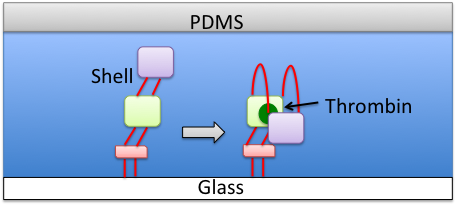 PDMS
Shell
Thrombin
Glass